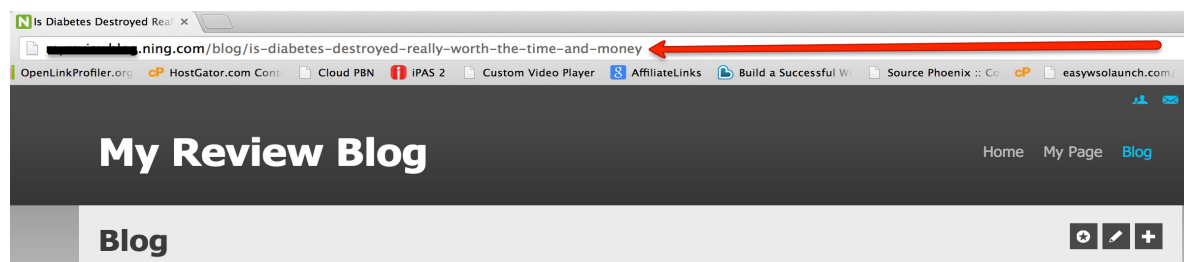 Is Diabetes Destroyed Real
.ning.com/blog/is-diabetes-destroyed-really-worth-the-time-and-money
OpenLinkProfiler.org HostGator.com Cont Cloud PBN iPAS 2 Custom Video Player AffiliateLinks Build a Successful W Source Phoenix :: Co easywsolaunch.com/
My Review Blog
Home My Page Blog
Blog